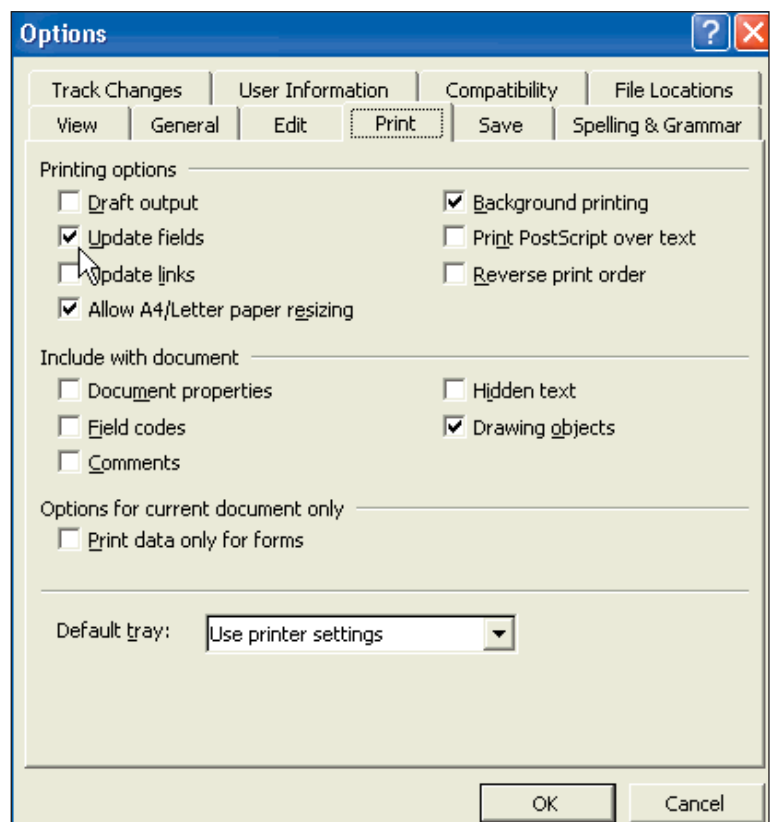 Options ?
Track Changes User Information Compatibility File Locations
View General Edit Print Save Spelling & Grammar
Printing options
Draft output Background printing
Update fields Print PostScript over text
Update links Reverse print order
Allow A4/Letter paper resizing
Include with document
Document properties Hidden text
Field codes Drawing objects
Comments
Options for current document only
Print data only for forms
Default tray: Use printer settings
OK Cancel